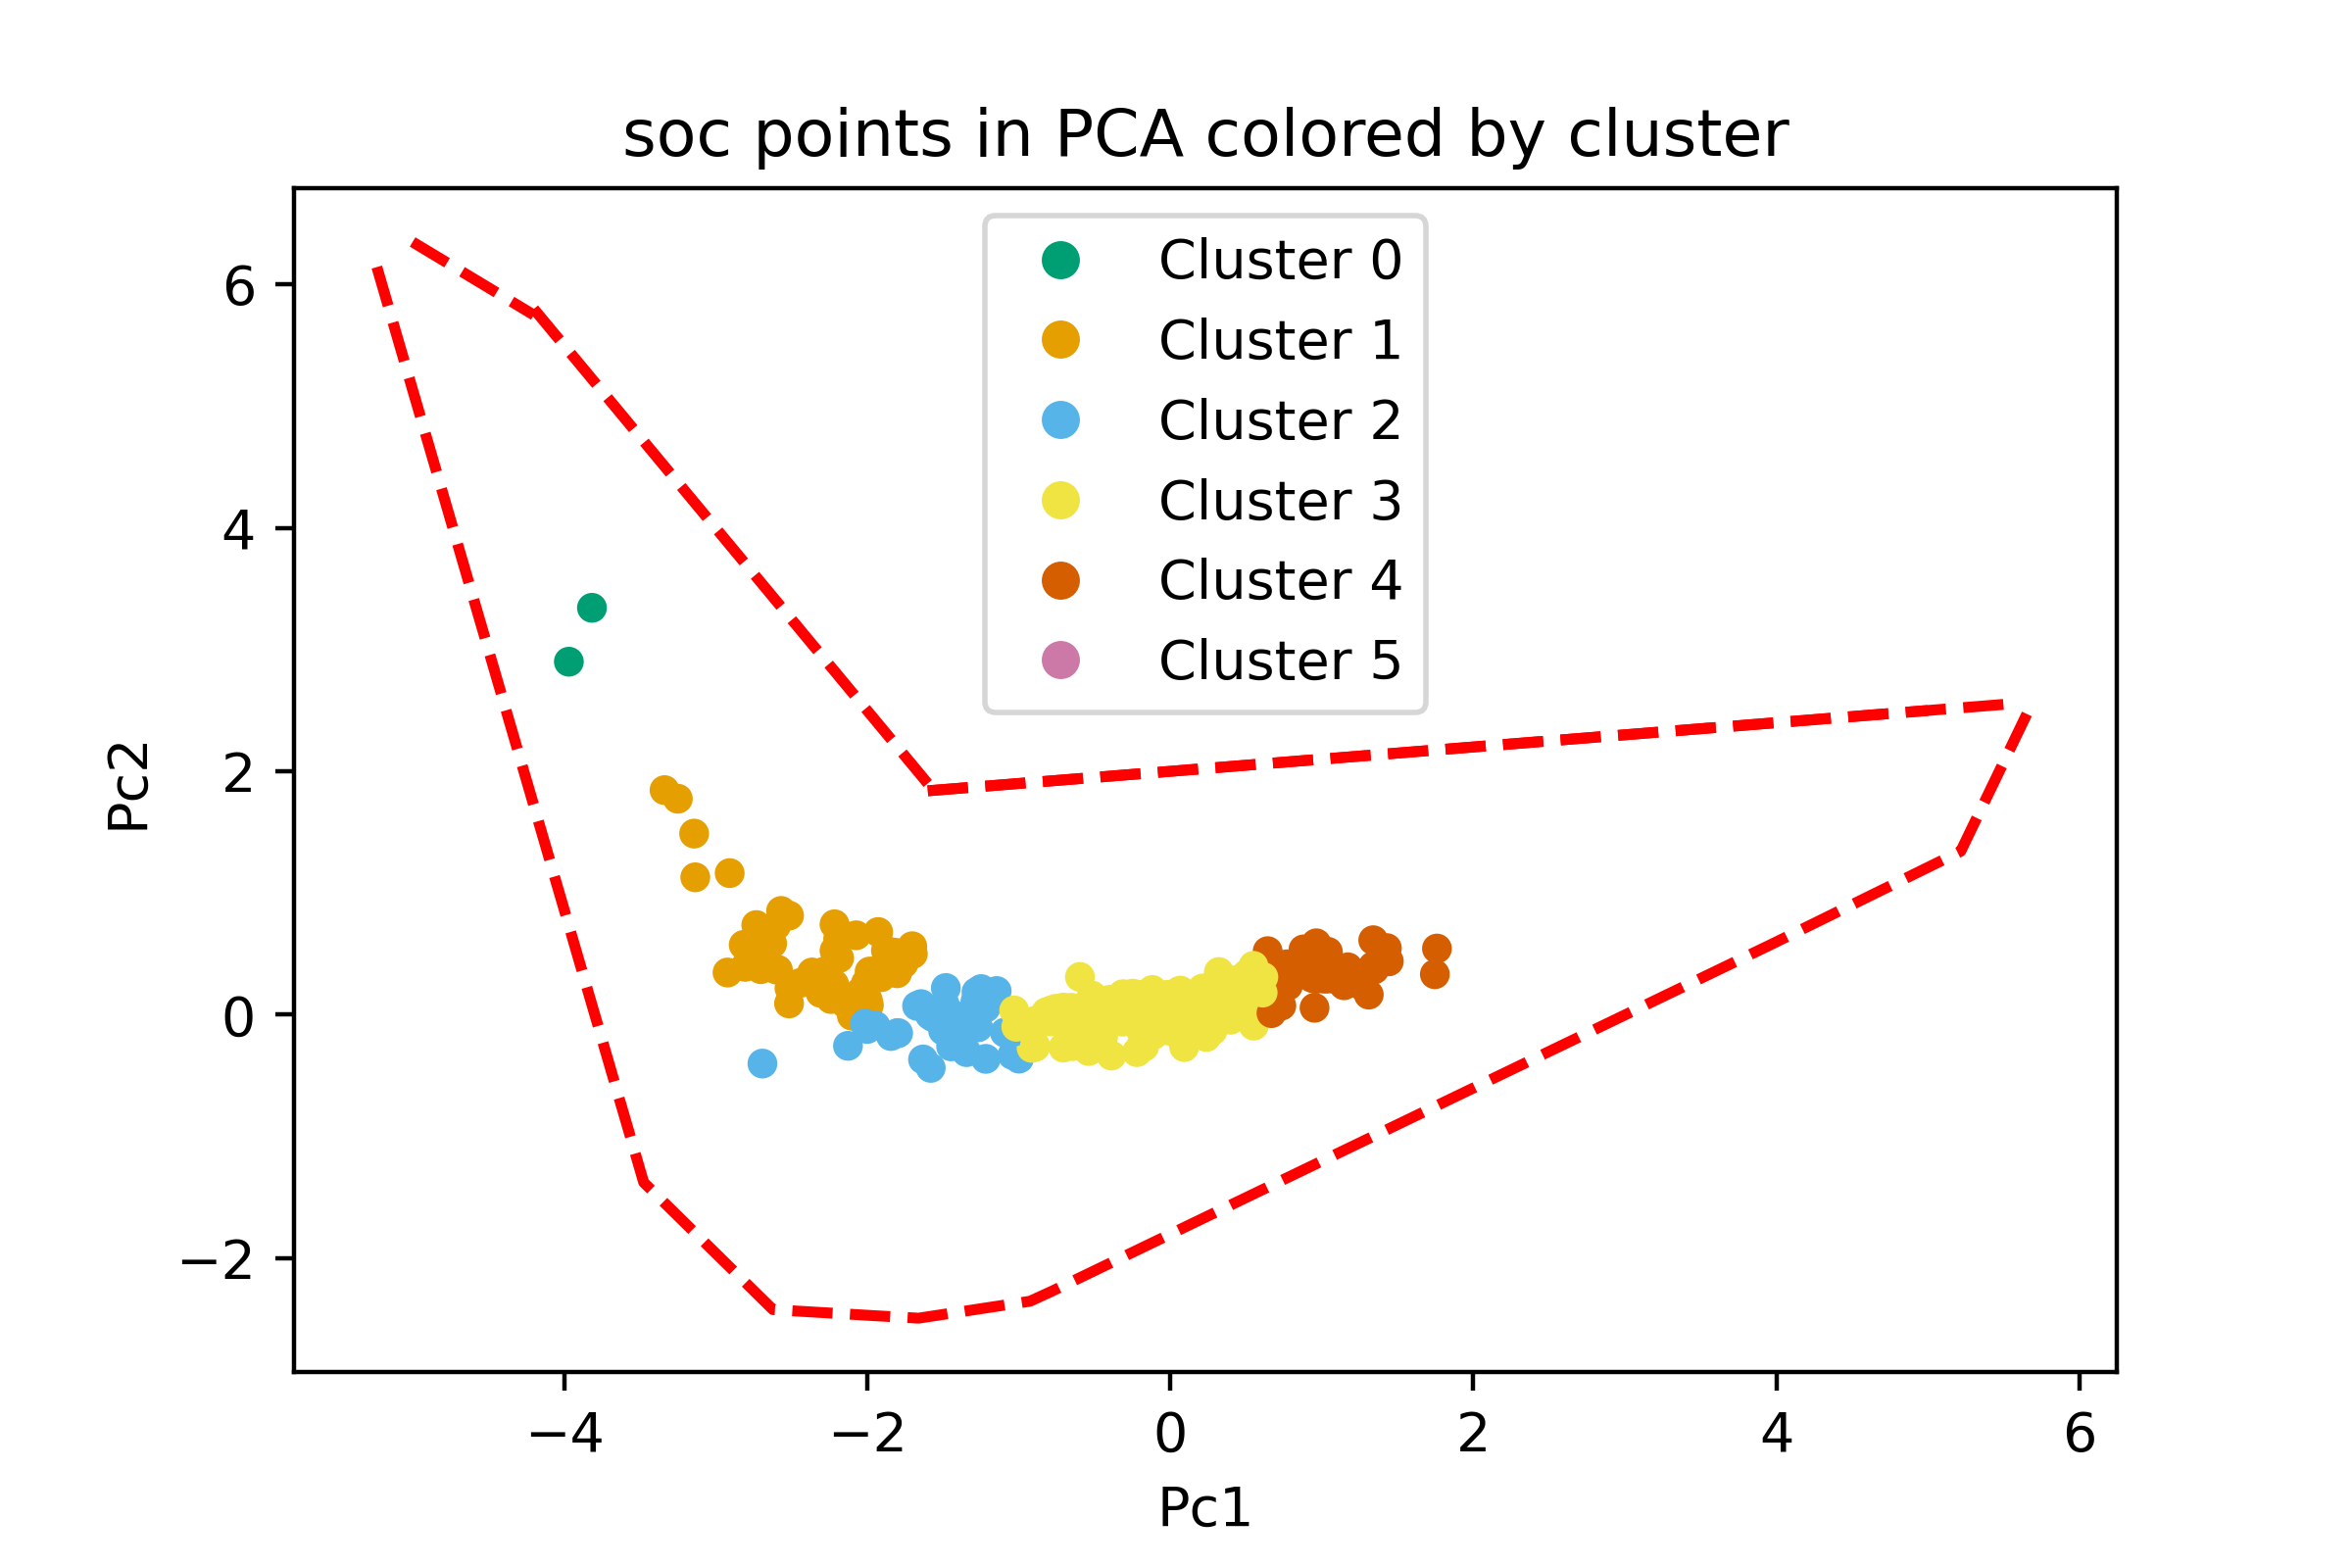 soc points in PCA colored by cluster
Cluster 0
Cluster 1
Cluster 2
Cluster 3
Cluster 4
Cluster 5
6
4
2
0
−2
Pc2
−4 −2 0 2 4 6
Pc1